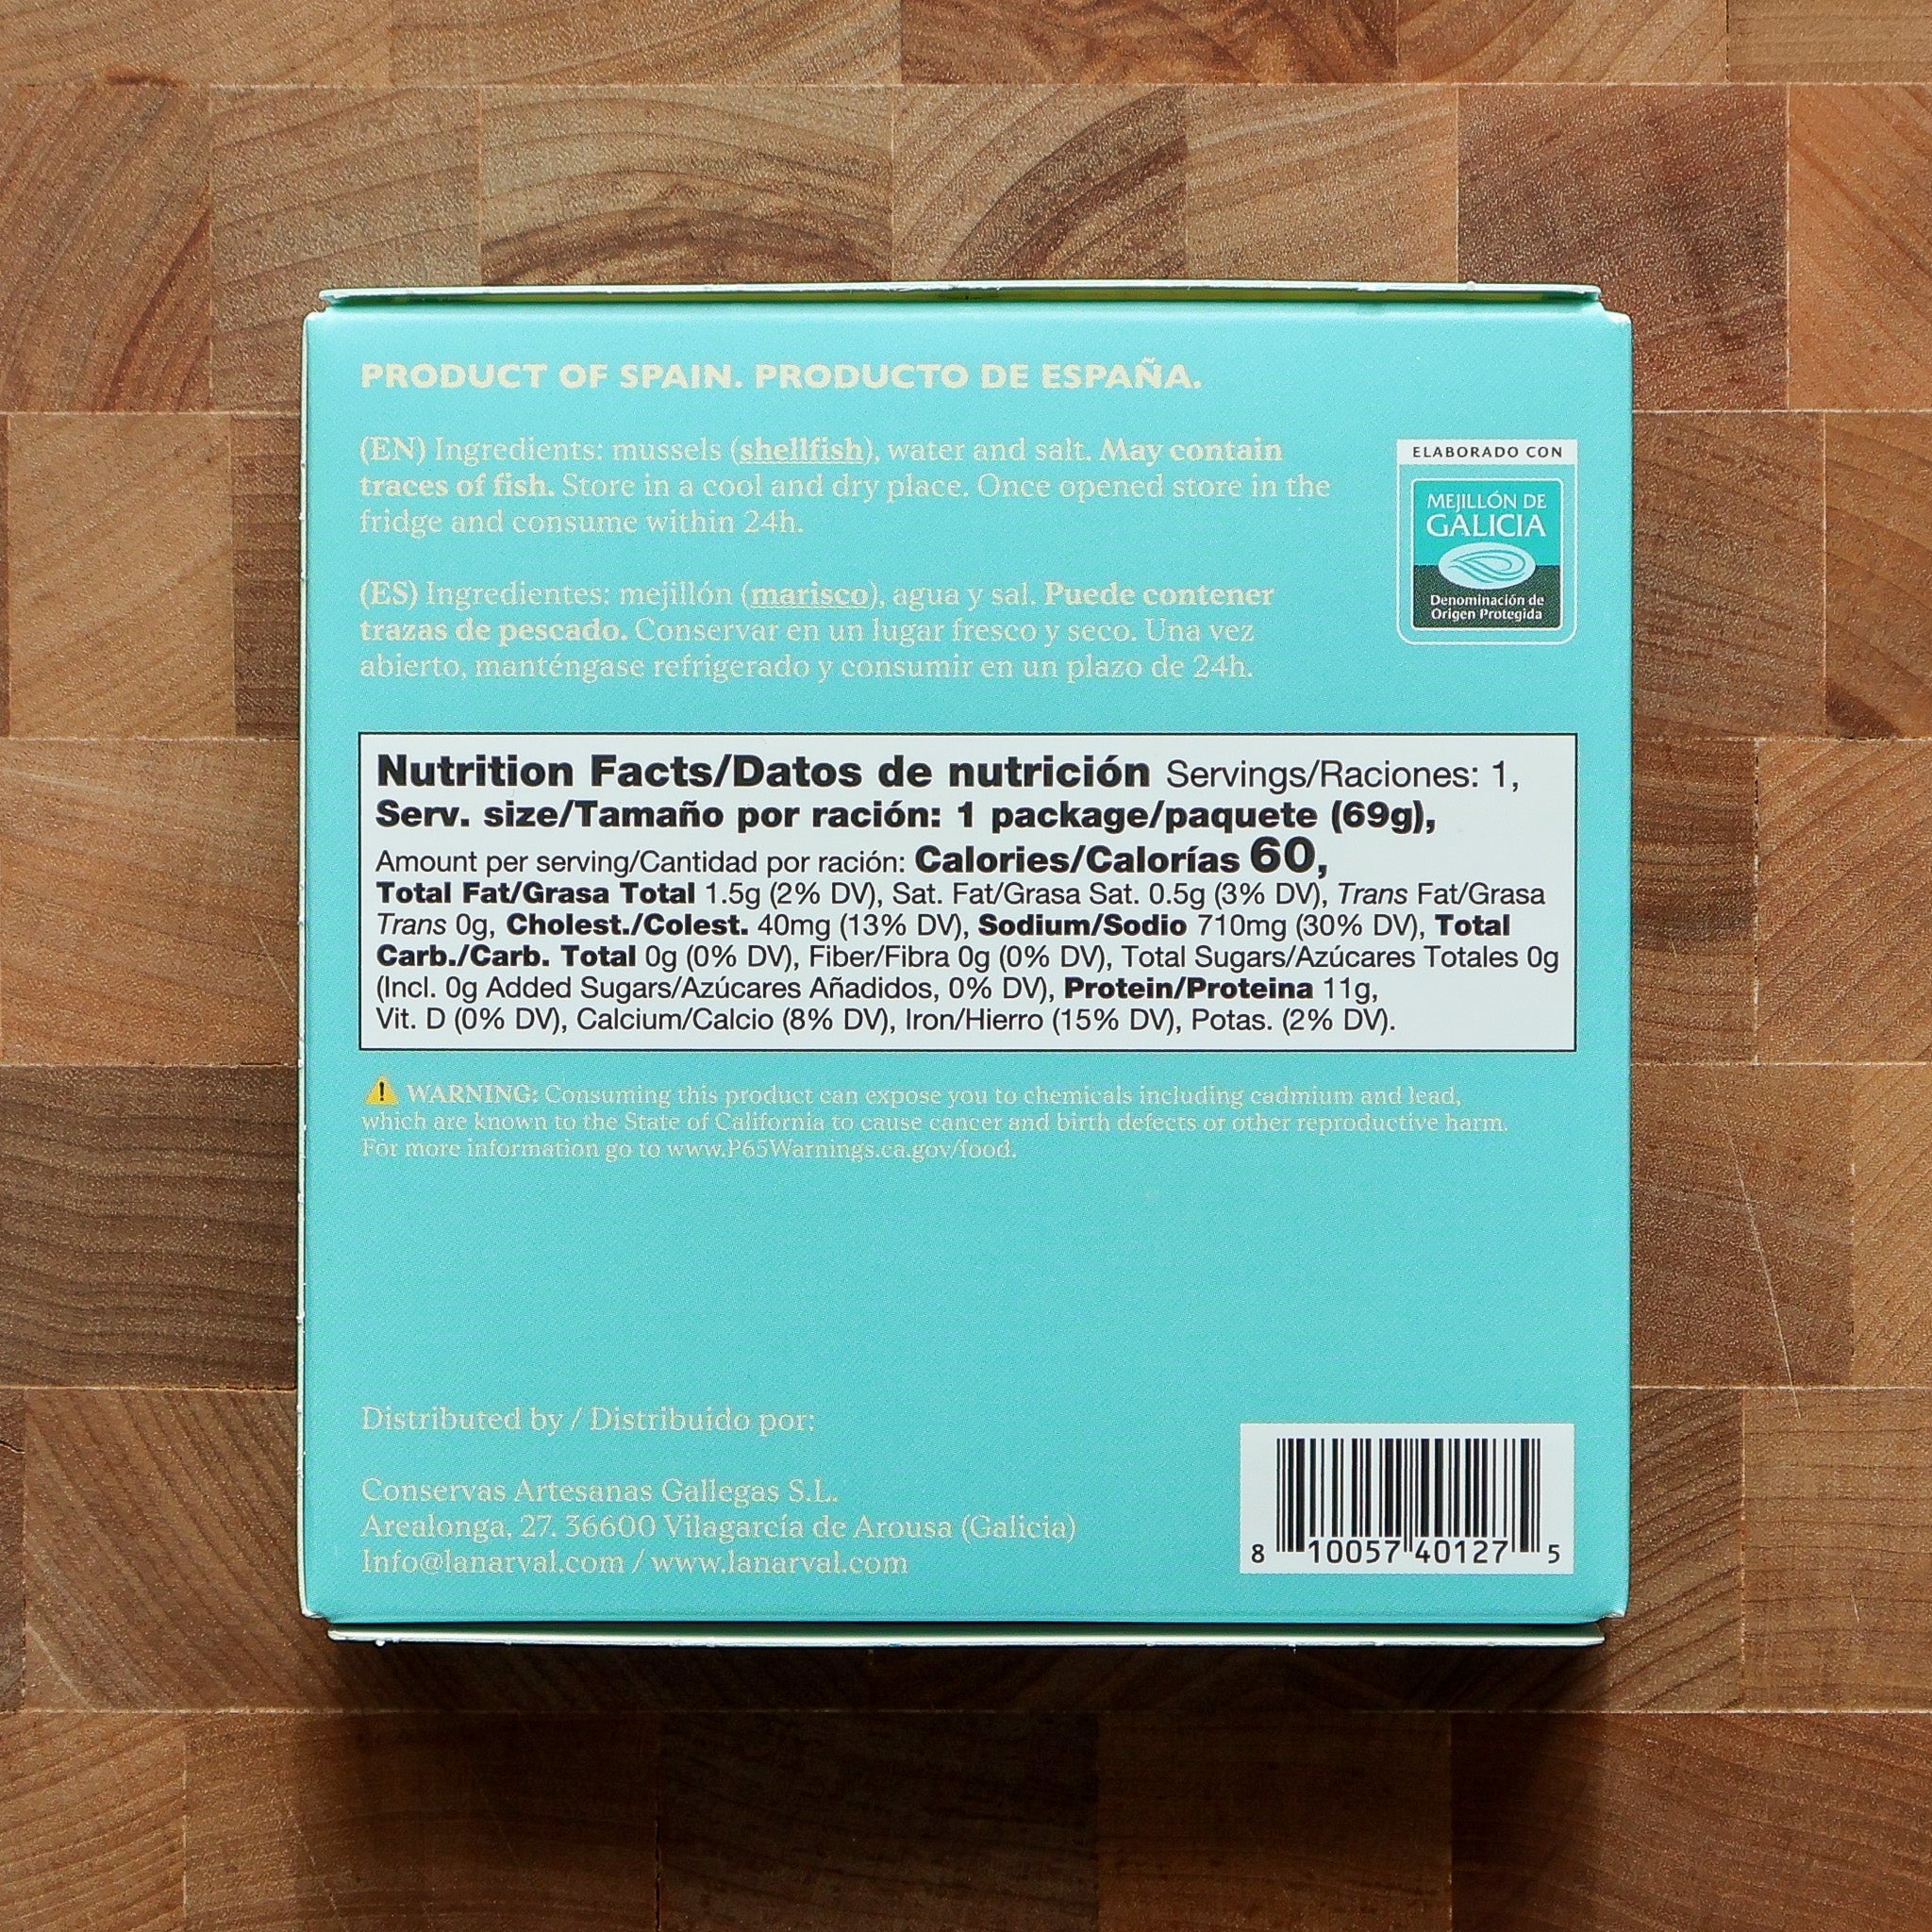 PRODUCT OF SPAIN. PRODUCTO DE ESPAÑA.
(EN) Ingredients: mussels (shellfish), water and salt. May contain
traces of fish. Store in a cool and dry place. Once opened store in the
fridge and consume within 24h.
ELABORADO CON
MEJILLÓN DE
GALICIA
Denominación de
Origen Protegida
(ES) Ingredientes: mejillón (marisco), agua y sal. Puede contener
trazas de pescado. Conservar en un lugar fresco y seco. Una vez
abierto, manténgase refrigerado y consumir en un plazo de 24h.
Nutrition Facts/Datos de nutrición Servings/Raciones: 1,
Serv. size/Tamaño por ración: 1 package/paquete (69g),
Amount per serving/Cantidad por ración: Calories/Calorías 60,
Total Fat/Grasa Total 1.5g (2% DV), Sat. Fat/Grasa Sat. 0.5g (3% DV), Trans Fat/Grasa
Trans 0g, Cholest./Colest. 40mg (13% DV), Sodium/Sodio 710mg (30% DV), Total
Carb./Carb. Total 0g (0% DV), Fiber/Fibra 0g (0% DV), Total Sugars/Azúcares Totales 0g
(Incl. 0g Added Sugars/Azúcares Añadidos, 0% DV), Protein/Proteina 11g,
Vit. D (0% DV), Calcium/Calcio (8% DV), Iron/Hierro (15% DV), Potas. (2% DV).
WARNING: Consuming this product can expose you to chemicals including cadmium and lead,
which are known to the State of California to cause cancer and birth defects or other reproductive harm.
For more information go to www.P65Warnings.ca.gov/food.
Distributed by / Distribuido por:
Conservas Artesanas Gallegas S.L.
Arealonga, 27. 36600 Vilagarcía de Arousa (Galicia)
Info@lanarval.com / www.lanarval.com
8 10057 40127 5